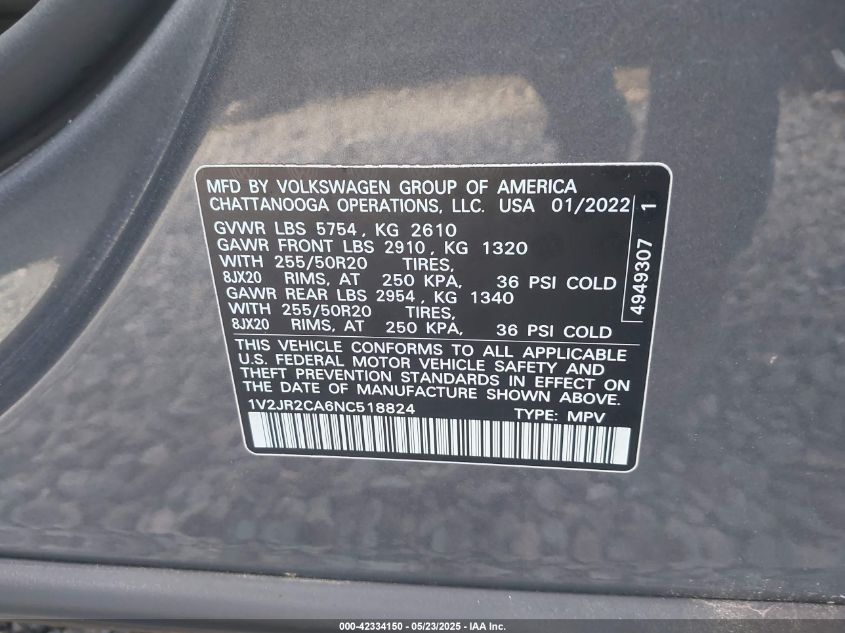 MFD BY VOLKSWAGEN GROUP OF AMERICA
CHATTANOOGA OPERATIONS, LLC. USA 01/2022
GVWR LBS 5754, KG 2610
GAWR FRONT LBS 2910, KG 1320
WITH 255/50R20 TIRES,
8JX20 RIMS, AT 250 KPA, 36 PSI COLD
GAWR REAR LBS 2954, KG 1340
WITH 255/50R20 TIRES,
8JX20 RIMS, AT 250 KPA, 36 PSI COLD
4949307 1
THIS VEHICLE CONFORMS TO ALL APPLICABLE
U.S. FEDERAL MOTOR VEHICLE SAFETY AND
THEFT PREVENTION STANDARDS IN EFFECT ON
THE DATE OF MANUFACTURE SHOWN ABOVE.
1V2JR2CA6NC518824 TYPE: MPV
000-42334150 - 05/23/2025 - IAA Inc.